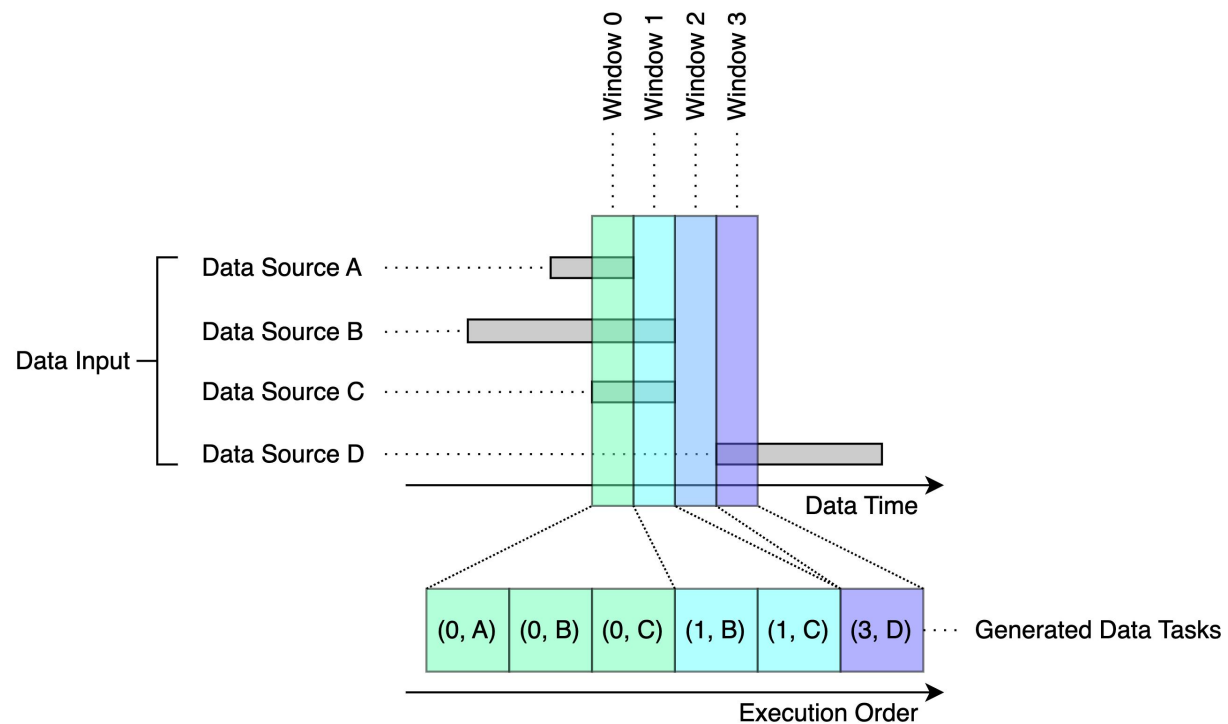 Window 0
Window 1
Window 2
Window 3
Data Input
Data Source A
Data Source B
Data Source C
Data Source D
Data Time
(0, A)
(0, B)
(0, C)
(1, B)
(1, C)
(3, D)
Generated Data Tasks
Execution Order